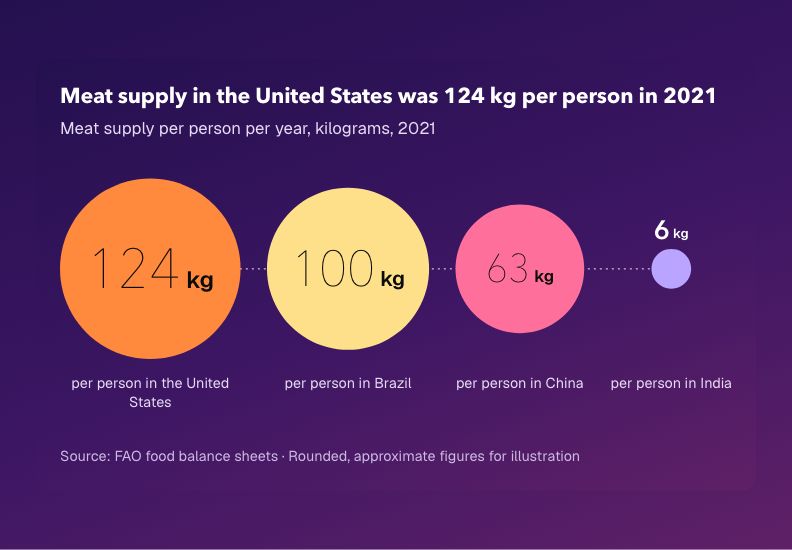 Meat supply in the United States was 124 kg per person in 2021
Meat supply per person per year, kilograms, 2021
124 kg
100 kg
63 kg
6 kg
per person in the United
States
per person in Brazil
per person in China
per person in India
Source: FAO food balance sheets · Rounded, approximate figures for illustration